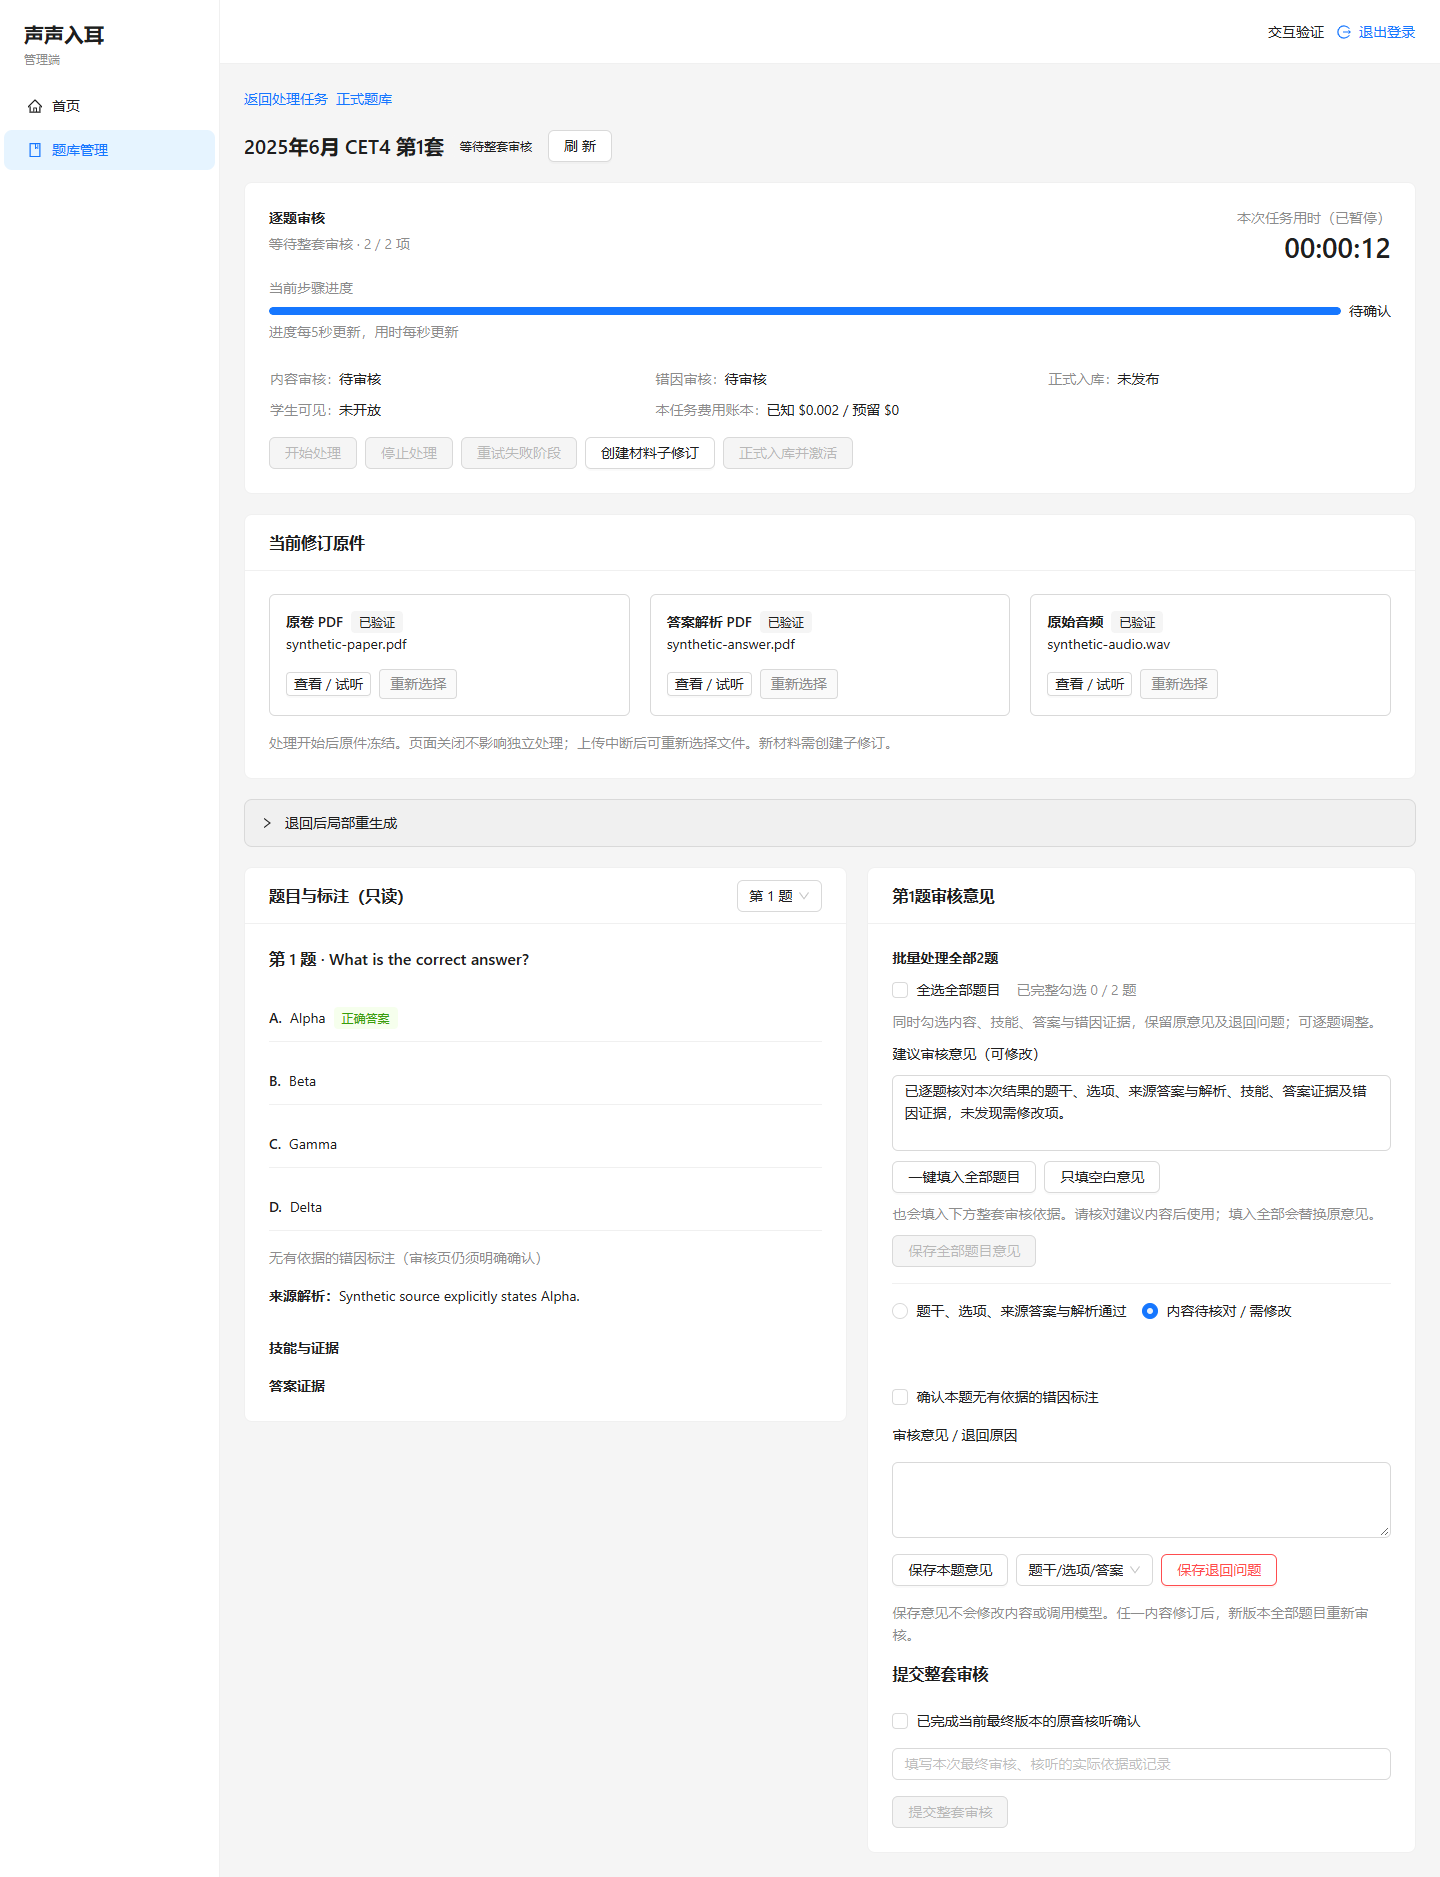 声声入耳
管理端
首页
题库管理
交互验证 退出登录
返回处理任务 正式题库
2025年6月 CET4 第1套 等待整套审核 刷 新
逐题审核
等待整套审核 · 2 / 2 项
本次任务用时（已暂停）
00:00:12
当前步骤进度
待确认
进度每5秒更新，用时每秒更新
内容审核： 待审核 错因审核： 待审核 正式入库： 未发布
学生可见： 未开放 本任务费用账本： 已知 $0.002 / 预留 $0
开始处理 停止处理 重试失败阶段 创建材料子修订 正式入库并激活
当前修订原件
原卷 PDF 已验证
synthetic-paper.pdf
查看 / 试听 重新选择
答案解析 PDF 已验证
synthetic-answer.pdf
查看 / 试听 重新选择
原始音频 已验证
synthetic-audio.wav
查看 / 试听 重新选择
处理开始后原件冻结。页面关闭不影响独立处理；上传中断后可重新选择文件。新材料需创建子修订。
退回后局部重生成
题目与标注（只读） 第 1 题
第 1 题 · What is the correct answer?
A. Alpha 正确答案
B. Beta
C. Gamma
D. Delta
无有依据的错因标注（审核页仍须明确确认）
来源解析：Synthetic source explicitly states Alpha.
技能与证据
答案证据
第1题审核意见
批量处理全部2题
全选全部题目 已完整勾选 0 / 2 题
同时勾选内容、技能、答案与错因证据，保留原意见及退回问题；可逐题调整。
建议审核意见（可修改）
已逐题核对本次结果的题干、选项、来源答案与解析、技能、答案证据及错
因证据，未发现需修改项。
一键填入全部题目 只填空白意见
也会填入下方整套审核依据。请核对建议内容后使用；填入全部会替换原意见。
保存全部题目意见
题干、选项、来源答案与解析通过 内容待核对 / 需修改
确认本题无有依据的错因标注
审核意见 / 退回原因
保存本题意见 题干/选项/答案 保存退回问题
保存意见不会修改内容或调用模型。任一内容修订后，新版本全部题目重新审
核。
提交整套审核
已完成当前最终版本的原音核听确认
填写本次最终审核、核听的实际依据或记录
提交整套审核